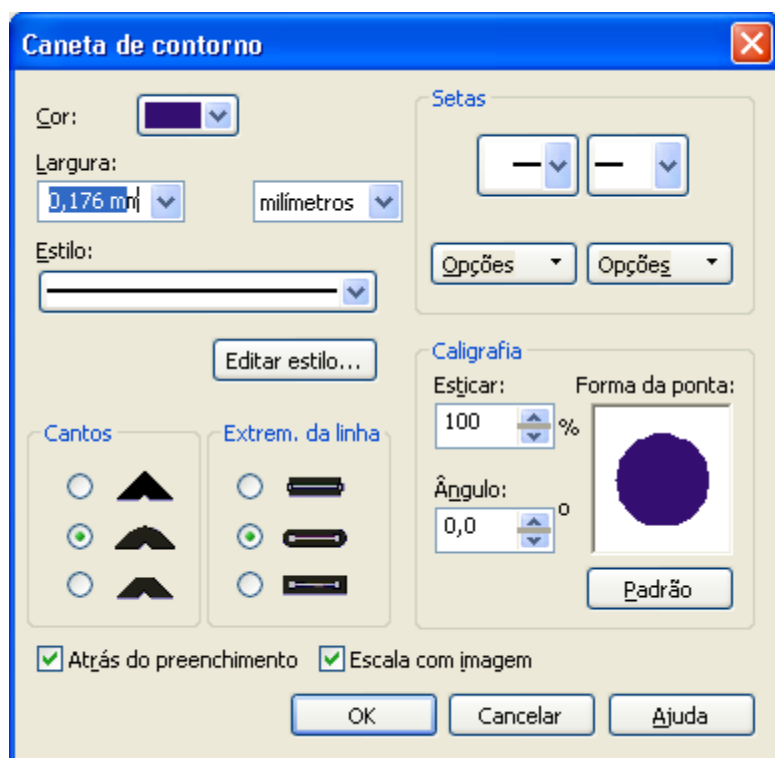 Caneta de contorno
Cor:
Largura:
0,176 mm
milímetros
Estilo:
Editar estilo...
Setas
Opções
Opções
Cantos
Extrem. da linha
Caligrafia
Esticar:
100 %
Forma da ponta:
Ângulo:
0,0 °
Padrão
Atrás do preenchimento
Escala com imagem
OK
Cancelar
Ajuda